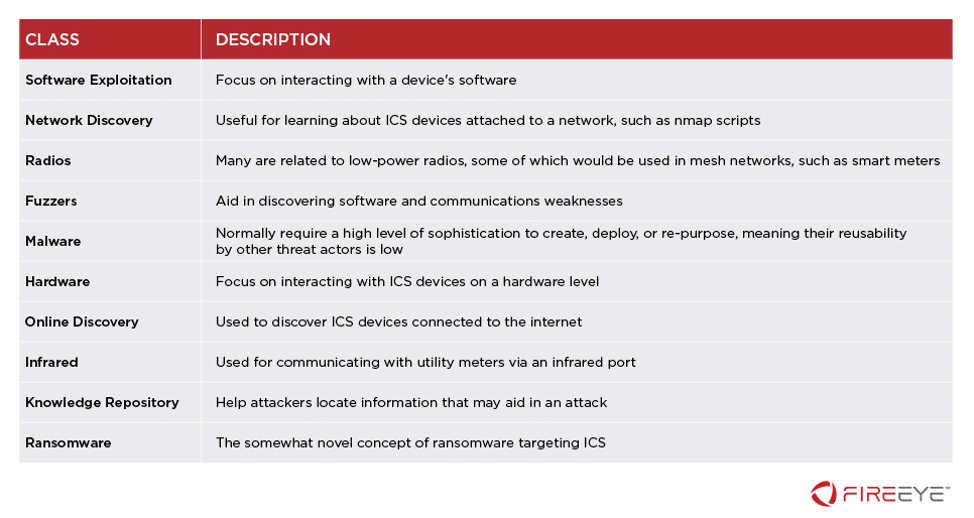 CLASS DESCRIPTION
Software Exploitation Focus on interacting with a device's software
Network Discovery Useful for learning about ICS devices attached to a network, such as nmap scripts
Radios Many are related to low-power radios, some of which would be used in mesh networks, such as smart meters
Fuzzers Aid in discovering software and communications weaknesses
Malware Normally require a high level of sophistication to create, deploy, or re-purpose, meaning their reusability
by other threat actors is low
Hardware Focus on interacting with ICS devices on a hardware level
Online Discovery Used to discover ICS devices connected to the internet
Infrared Used for communicating with utility meters via an infrared port
Knowledge Repository Help attackers locate information that may aid in an attack
Ransomware The somewhat novel concept of ransomware targeting ICS
FIREEYE™